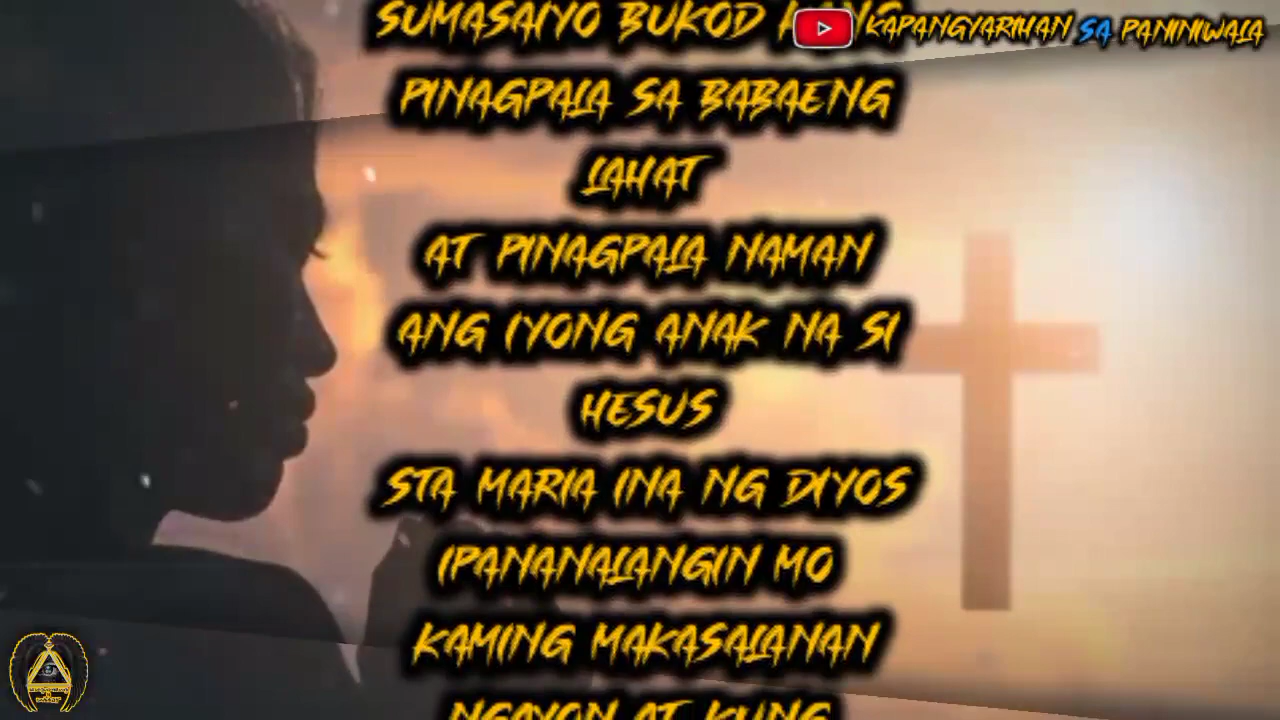 SUMASAIYO BUKOD KANG
KAPANGYARIHAN SA PANINIWALA
PINAGPALA SA BABAENG
LAHAT
AT PINAGPALA NAMAN
ANG IYONG ANAK NA SI
HESUS
STA MARIA INA NG DIYOS
IPANANALANGIN MO
KAMING MAKASALANAN
NGAYON AT KUNG